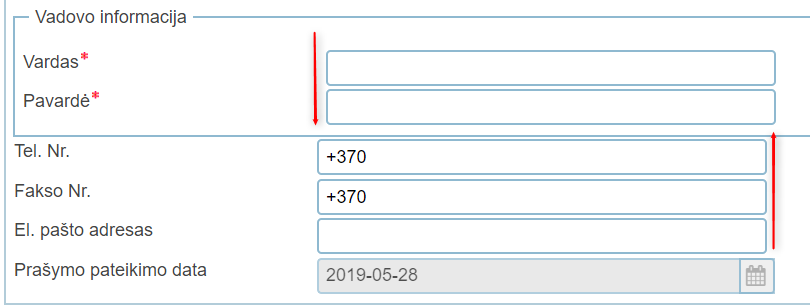 Vadovo informacija
Vardas*
Pavardė*
Tel. Nr. +370
Fakso Nr. +370
El. pašto adresas
Prašymo pateikimo data 2019-05-28